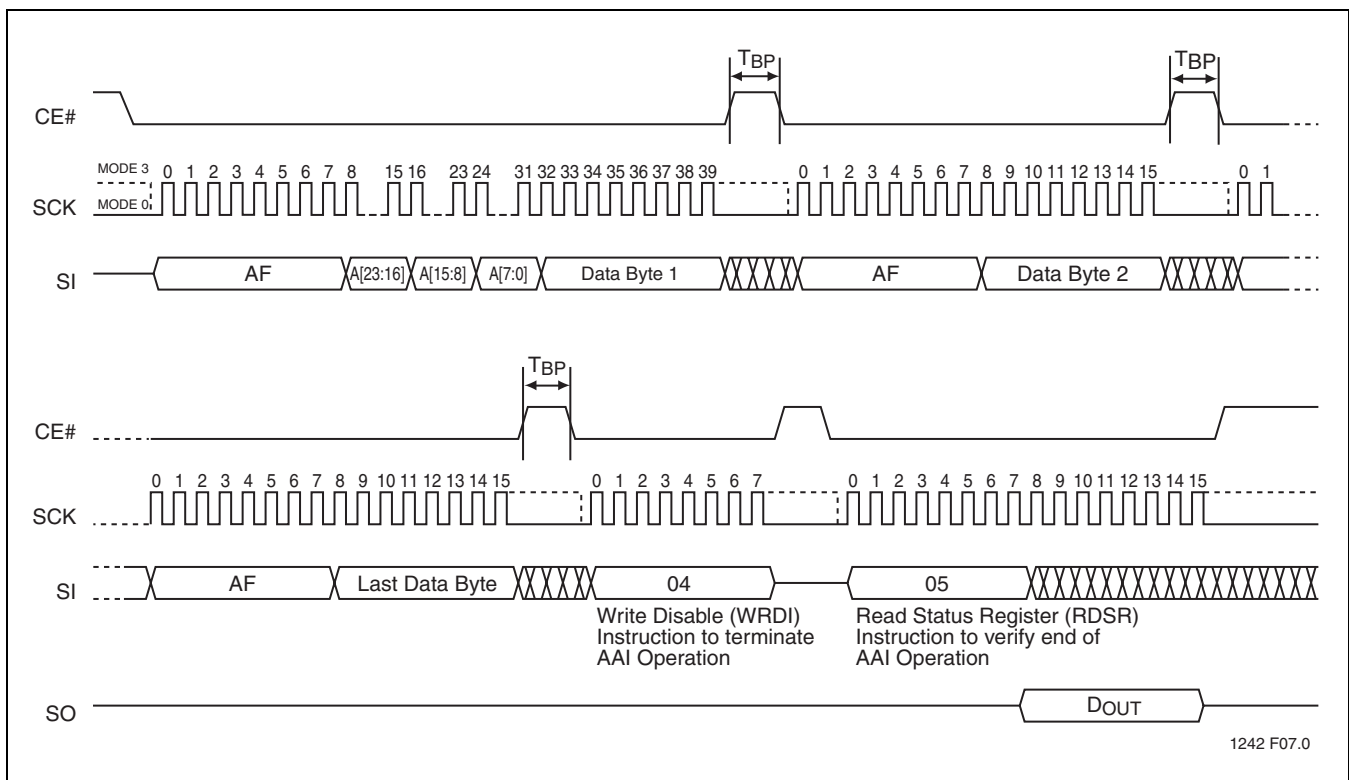 TBP TBP
CE#
MODE 3 0 1 2 3 4 5 6 7 8 15 16 23 24 31 32 33 34 35 36 37 38 39 0 1 2 3 4 5 6 7 8 9 10 11 12 13 14 15 0 1
SCK MODE 0
SI AF A[23:16] A[15:8] A[7:0] Data Byte 1 AF Data Byte 2
TBP
CE#
0 1 2 3 4 5 6 7 8 9 10 11 12 13 14 15 0 1 2 3 4 5 6 7 0 1 2 3 4 5 6 7 8 9 10 11 12 13 14 15
SCK
SI AF Last Data Byte 04 05
Write Disable (WRDI)
Instruction to terminate
AAI Operation
Read Status Register (RDSR)
Instruction to verify end of
AAI Operation
SO DOUT
1242 F07.0